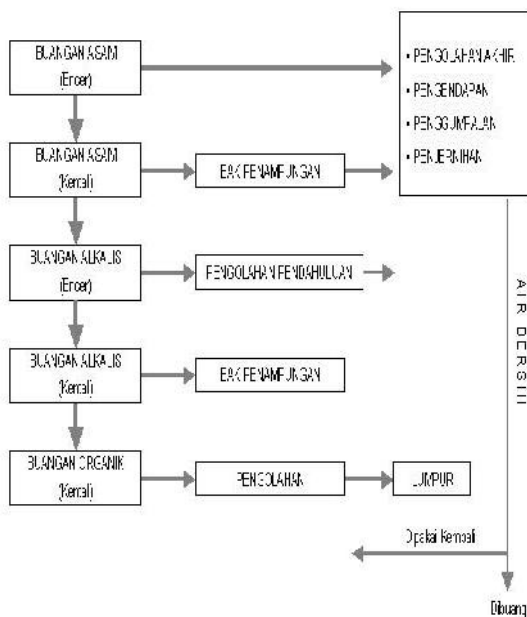 BUANGAN ASAM
(Encer)
• PENGOLAHAN AKHIR
• PENGENDAPAN
• PENGGUMPALAN
• PENJERNIHAN
BUANGAN ASAM
(Kental)
BAK PENAMPUNGAN
BUANGAN ALKALIS
(Encer)
PENGOLAHAN PENDAHULUAN
AIR BERSIH
BUANGAN ALKALIS
(Kental)
BAK PENAMPUNGAN
BUANGAN ORGANIK
(Kental)
PENGOLAHAN
LUMPUR
Dipakai Kembali
Dibuang